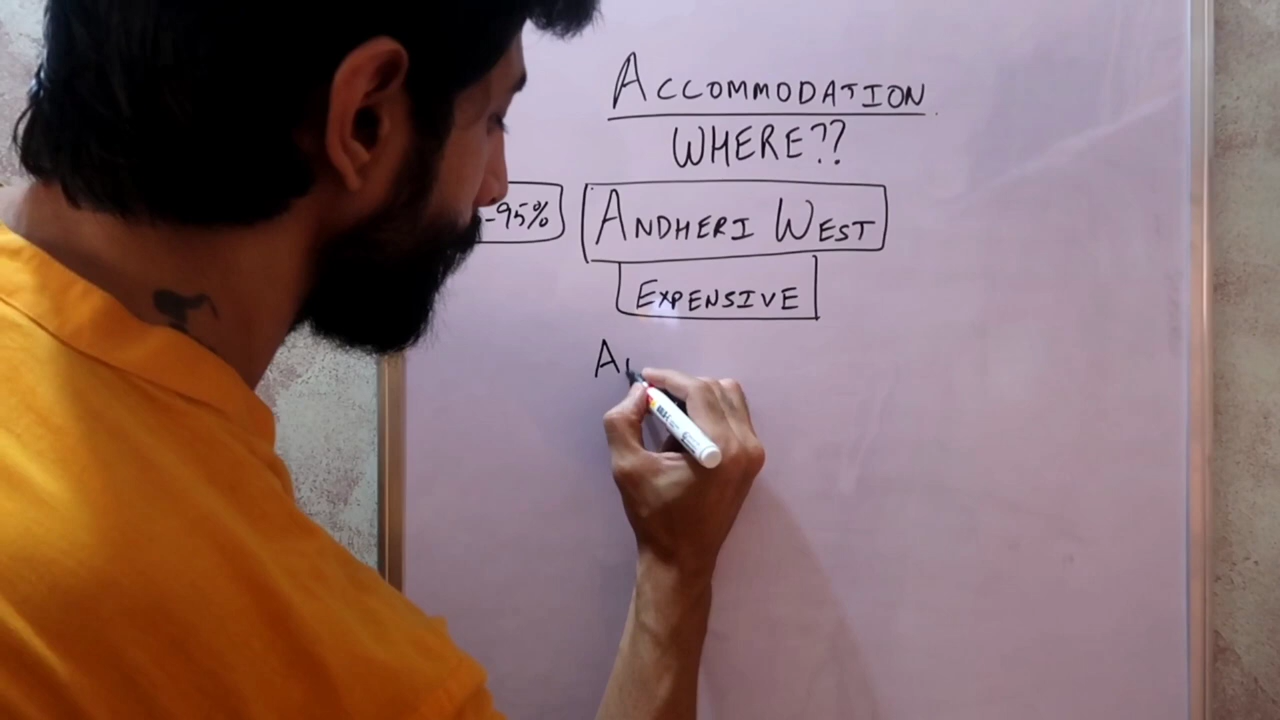 ACCOMMODATION
WHERE??
-95% ANDHERI WEST
EXPENSIVE
A